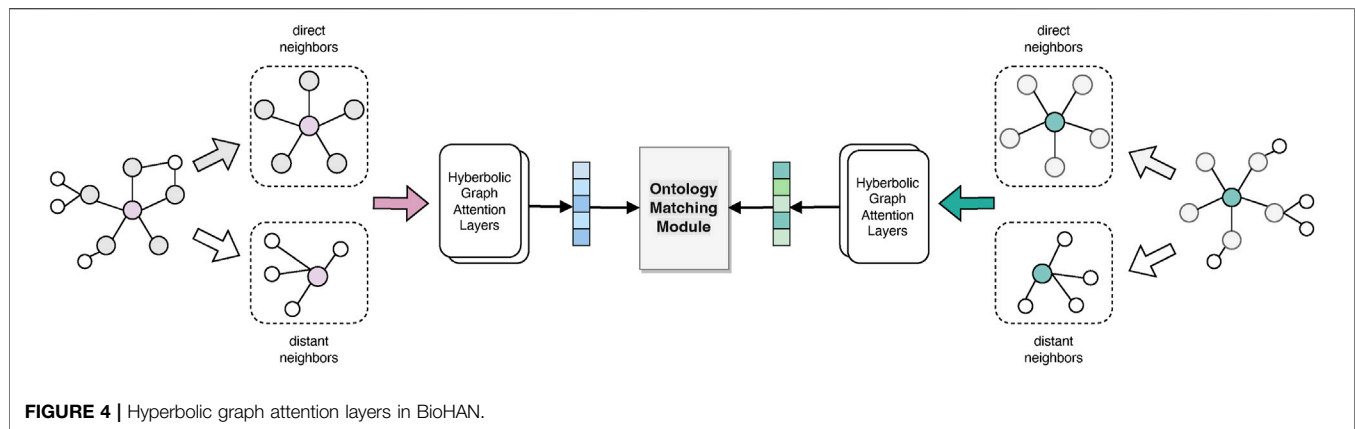 direct
neighbors
distant
neighbors
Hyberbolic
Graph
Attention
Layers
Ontology
Matching
Module
Hyberbolic
Graph
Attention
Layers
direct
neighbors
distant
neighbors
FIGURE 4 | Hyperbolic graph attention layers in BioHAN.